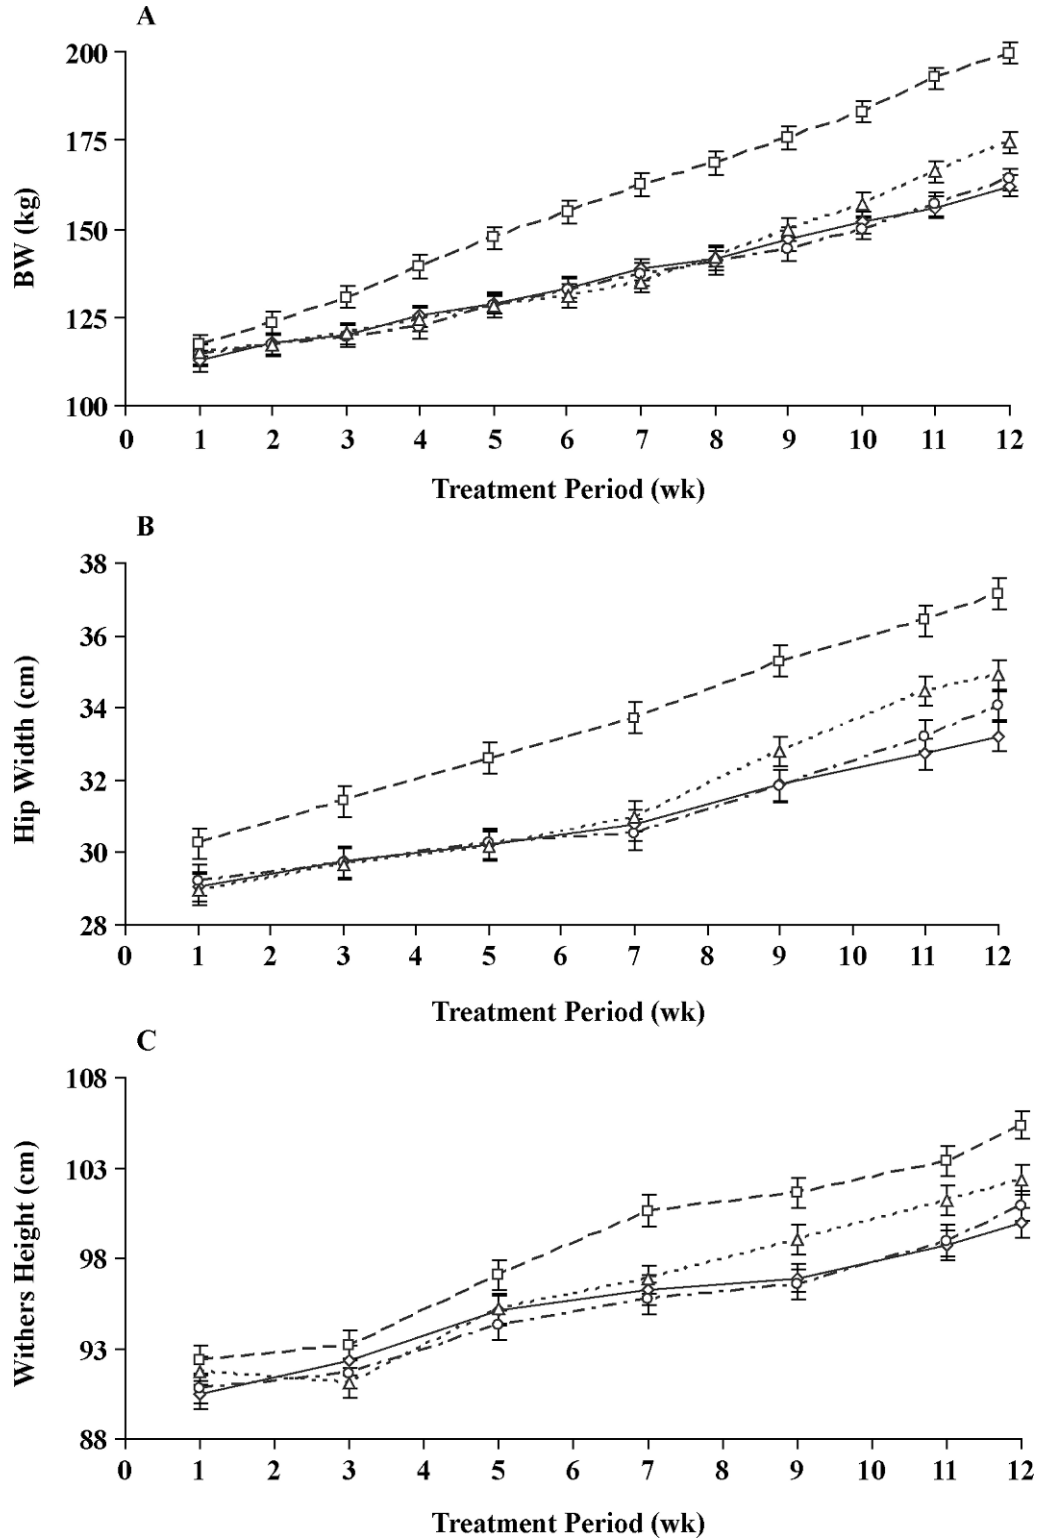 A
200
175
150
125
100
BW (kg)
0 1 2 3 4 5 6 7 8 9 10 11 12
Treatment Period (wk)
B
38
36
34
32
30
28
Hip Width (cm)
0 1 2 3 4 5 6 7 8 9 10 11 12
Treatment Period (wk)
C
108
103
98
93
88
Withers Height (cm)
0 1 2 3 4 5 6 7 8 9 10 11 12
Treatment Period (wk)